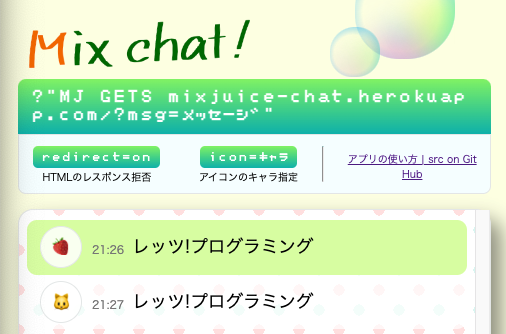 Mix chat!
?"MJ GETS mixjuice-chat.herokuap
p.com/?msg=メッセージ"
redirect=on
icon=キャラ
アプリの使い方 | src on Git
Hub
HTMLのレスポンス拒否
アイコンのキャラ指定
21:26 レッツ!プログラミング
21:27 レッツ!プログラミング